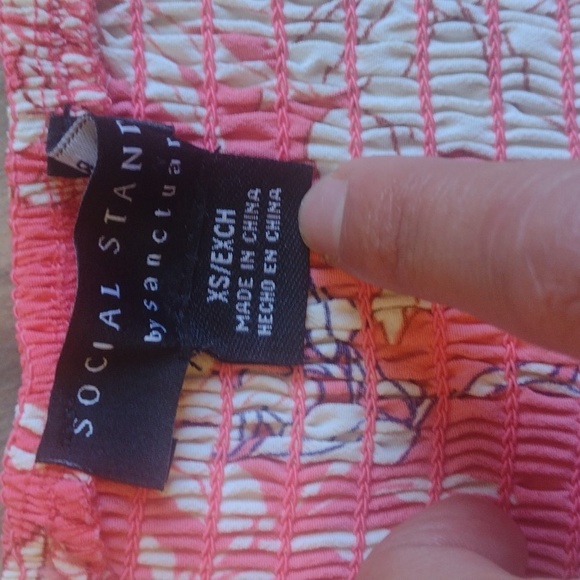 SOCIAL STAN
by sanctuar
XS/EXCH
MADE IN CHINA
HECHO EN CHINA